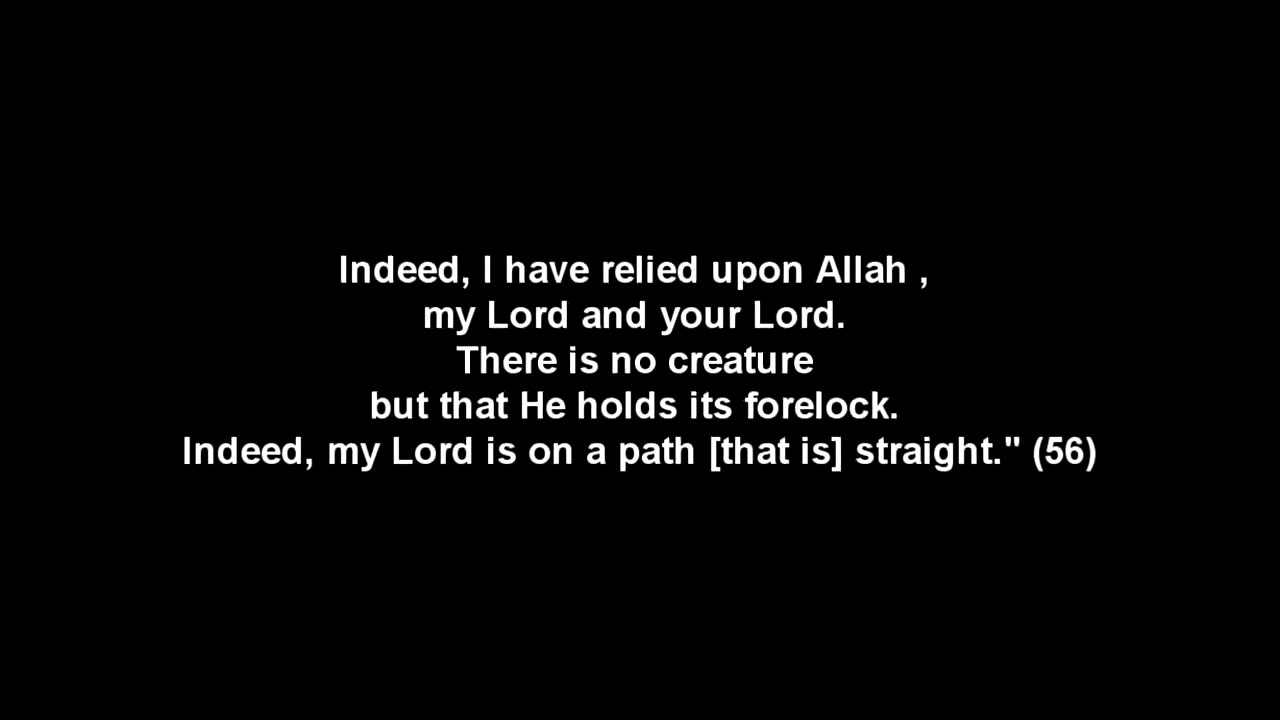 Indeed, I have relied upon Allah ,
my Lord and your Lord.
There is no creature
but that He holds its forelock.
Indeed, my Lord is on a path [that is] straight." (56)